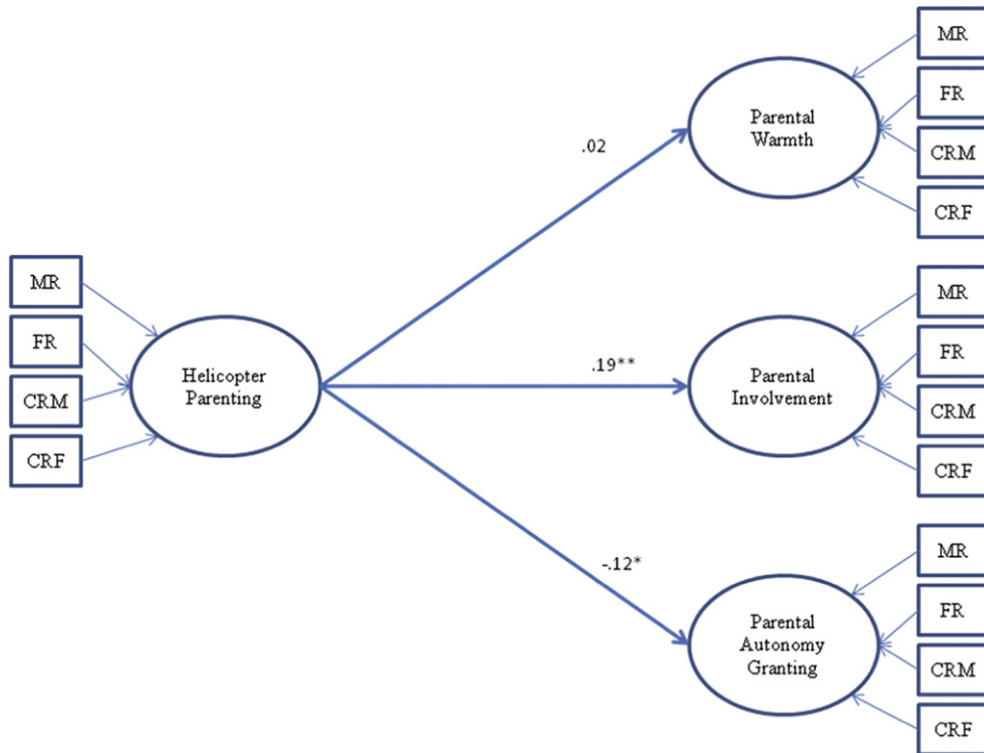 MR
FR
CRM
CRF
Helicopter
Parenting
.02
.19**
-.12*
Parental
Warmth
MR
FR
CRM
CRF
Parental
Involvement
MR
FR
CRM
CRF
Parental
Autonomy
Granting
MR
FR
CRM
CRF